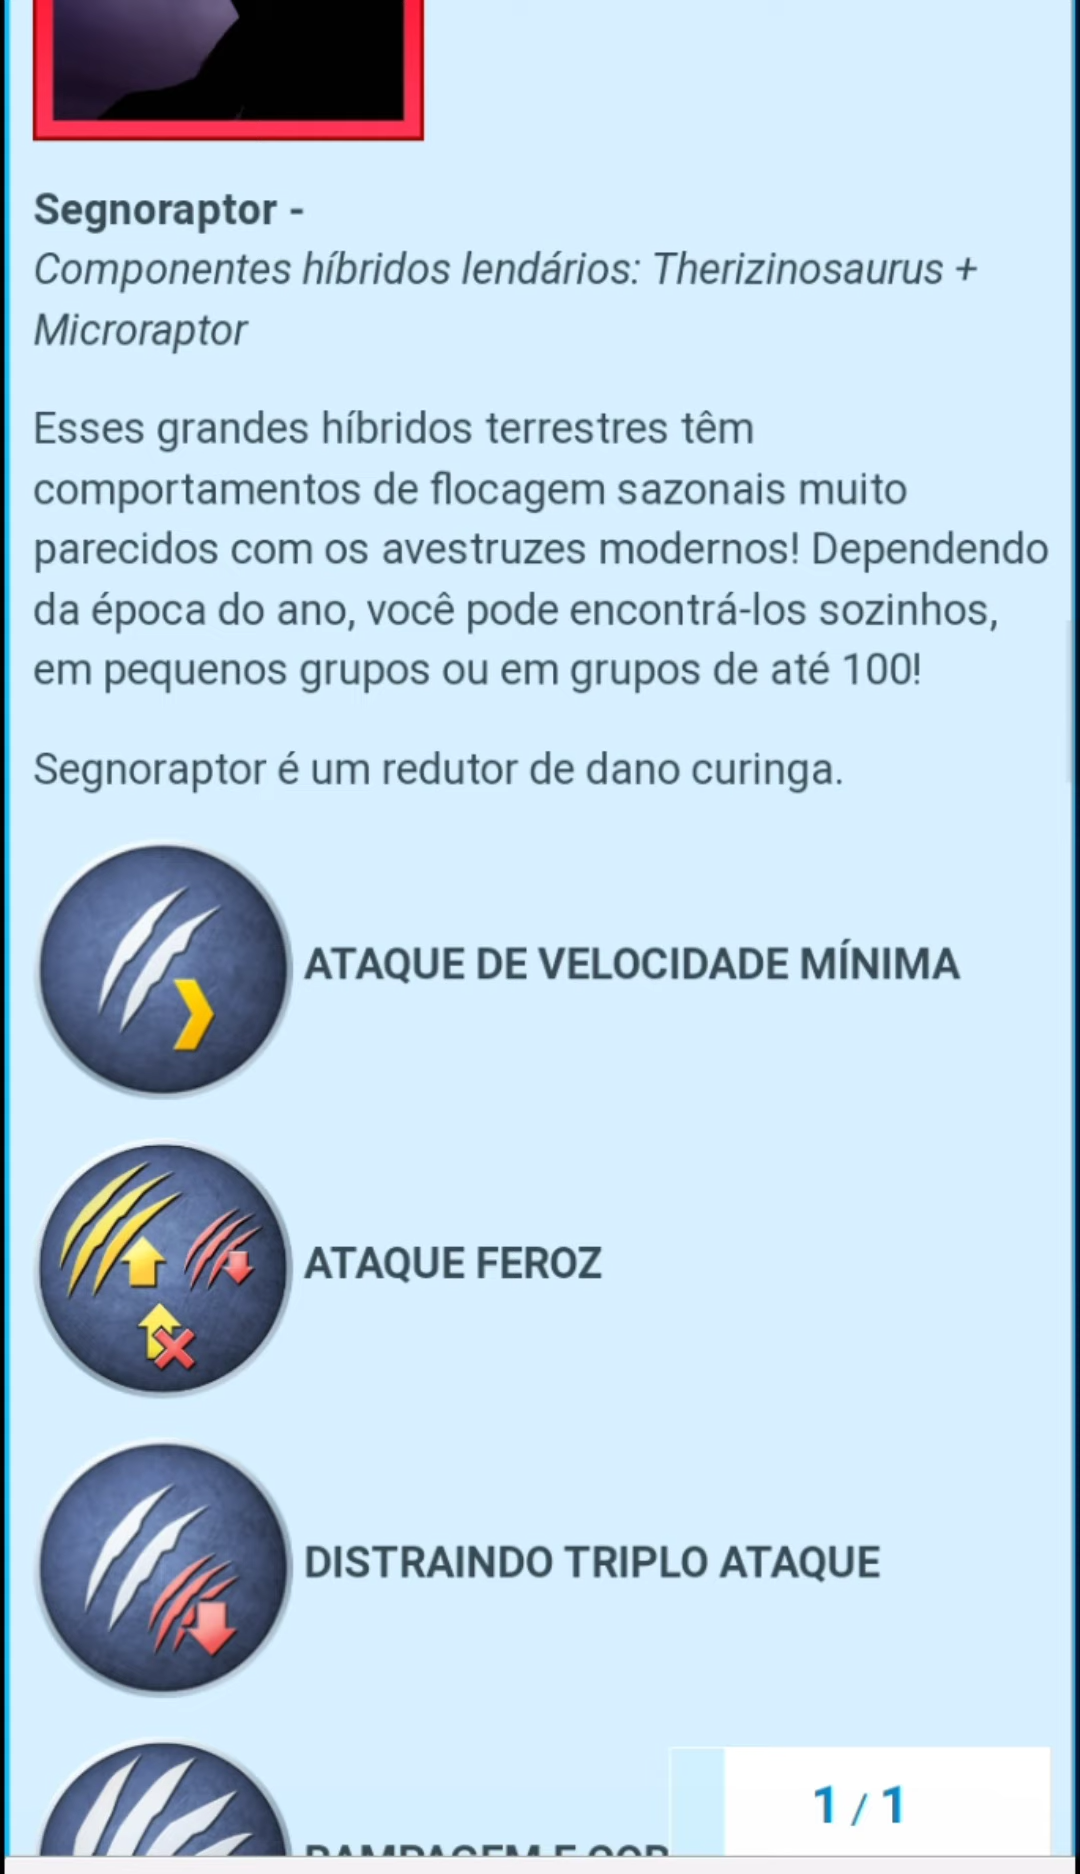 Segnoraptor -
Componentes híbridos lendários: Therizinosaurus +
Microraptor
Esses grandes híbridos terrestres têm
comportamentos de flocagem sazonais muito
parecidos com os avestruzes modernos! Dependendo
da época do ano, você pode encontrá-los sozinhos,
em pequenos grupos ou em grupos de até 100!
Segnoraptor é um redutor de dano curinga.
ATAQUE DE VELOCIDADE MÍNIMA
ATAQUE FEROZ
DISTRAINDO TRIPLO ATAQUE
1 / 1